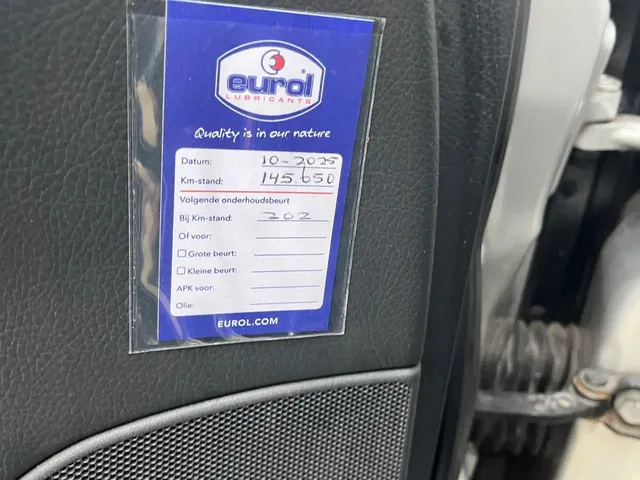 eurol®
LUBRICANTS
Quality is in our nature
Datum: 10-2025
Km-stand: 145.650
Volgende onderhoudsbeurt
Bij Km-stand: 202
Of voor:
Grote beurt:
Kleine beurt:
APK voor:
Olie:
EUROL.COM